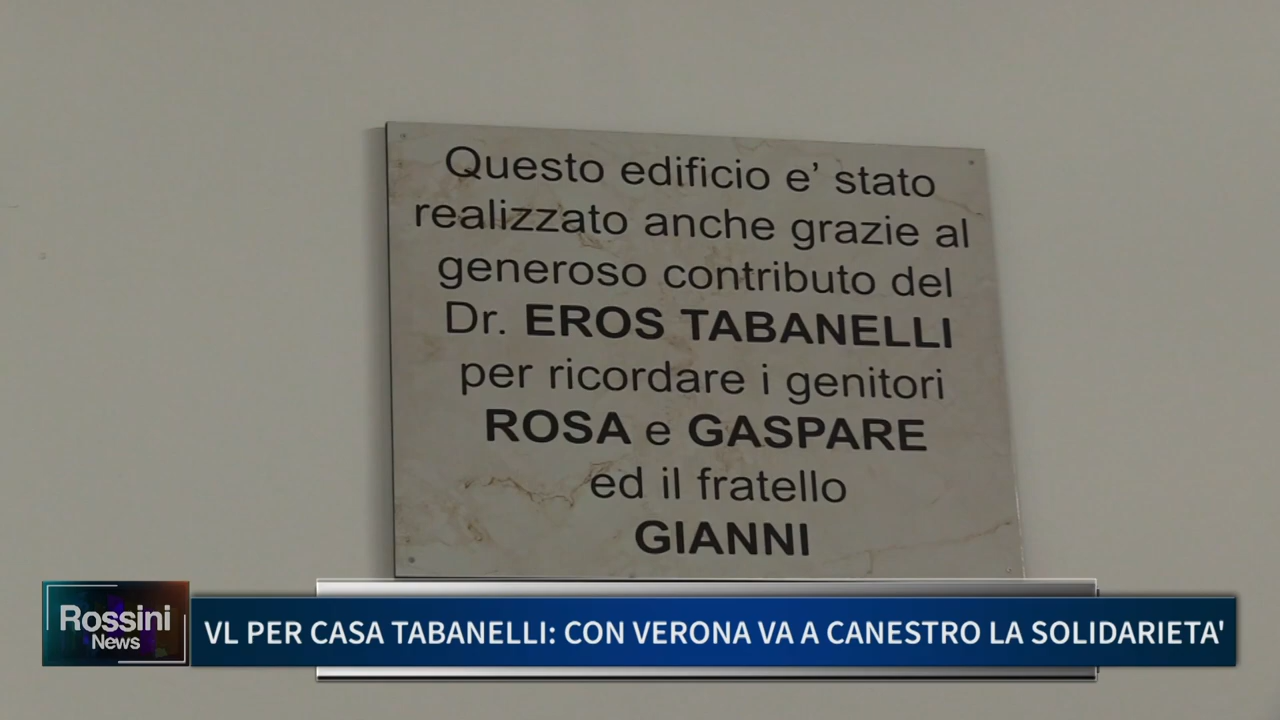 Questo edificio e' stato
realizzato anche grazie al
generoso contributo del
Dr. EROS TABANELLI
per ricordare i genitori
ROSA e GASPARE
ed il fratello
GIANNI
Rossini
News
VL PER CASA TABANELLI: CON VERONA VA A CANESTRO LA SOLIDARIETA'